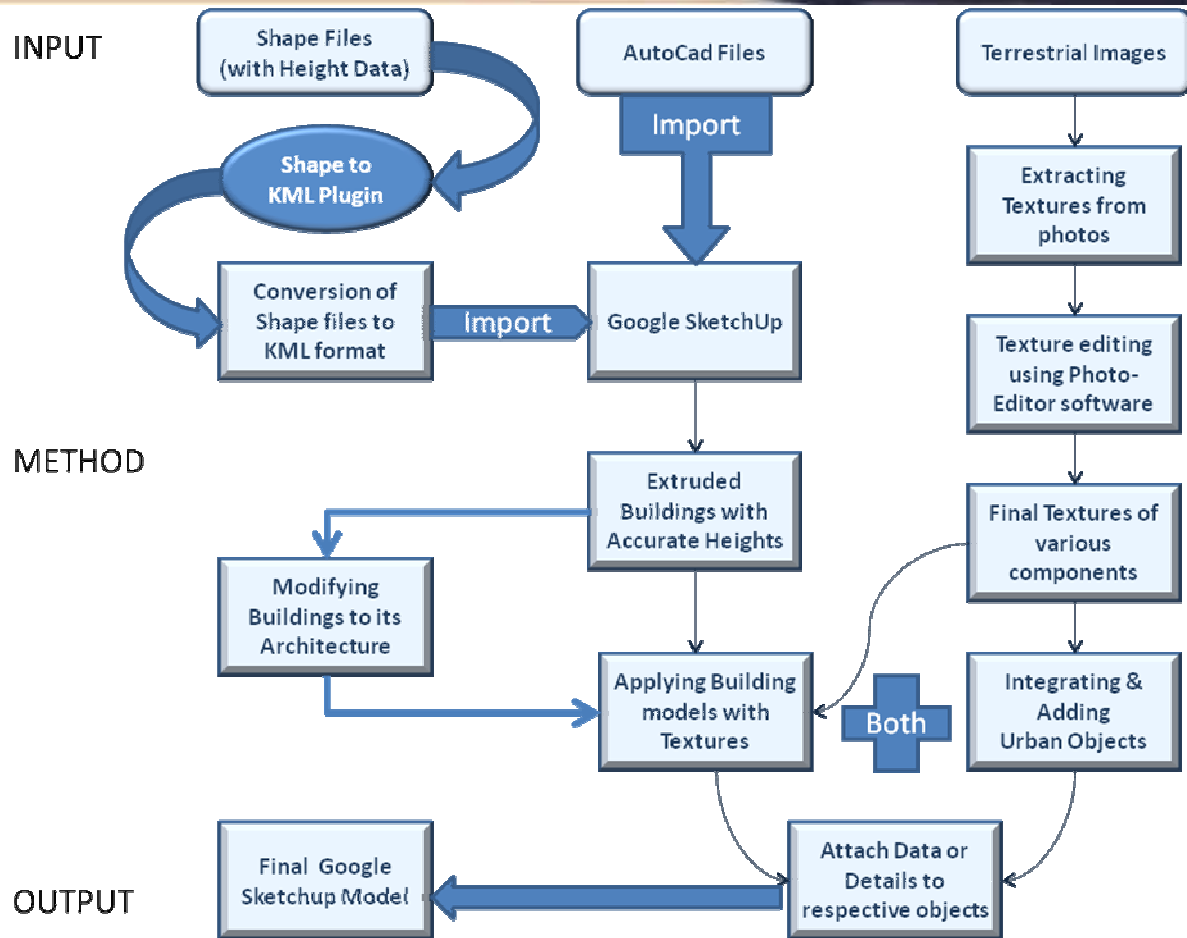 INPUT
Shape Files
(with Height Data)
AutoCad Files
Terrestrial Images
Import
Shape to
KML Plugin
Extracting
Textures from
photos
Conversion of
Shape files to
KML format
Import
Google SketchUp
Texture editing
using Photo-
Editor software
METHOD
Extruded
Buildings with
Accurate Heights
Final Textures of
various
components
Modifying
Buildings to its
Architecture
Applying Building
models with
Textures
Both
Integrating &
Adding
Urban Objects
OUTPUT
Final Google
Sketchup Model
Attach Data or
Details to
respective objects